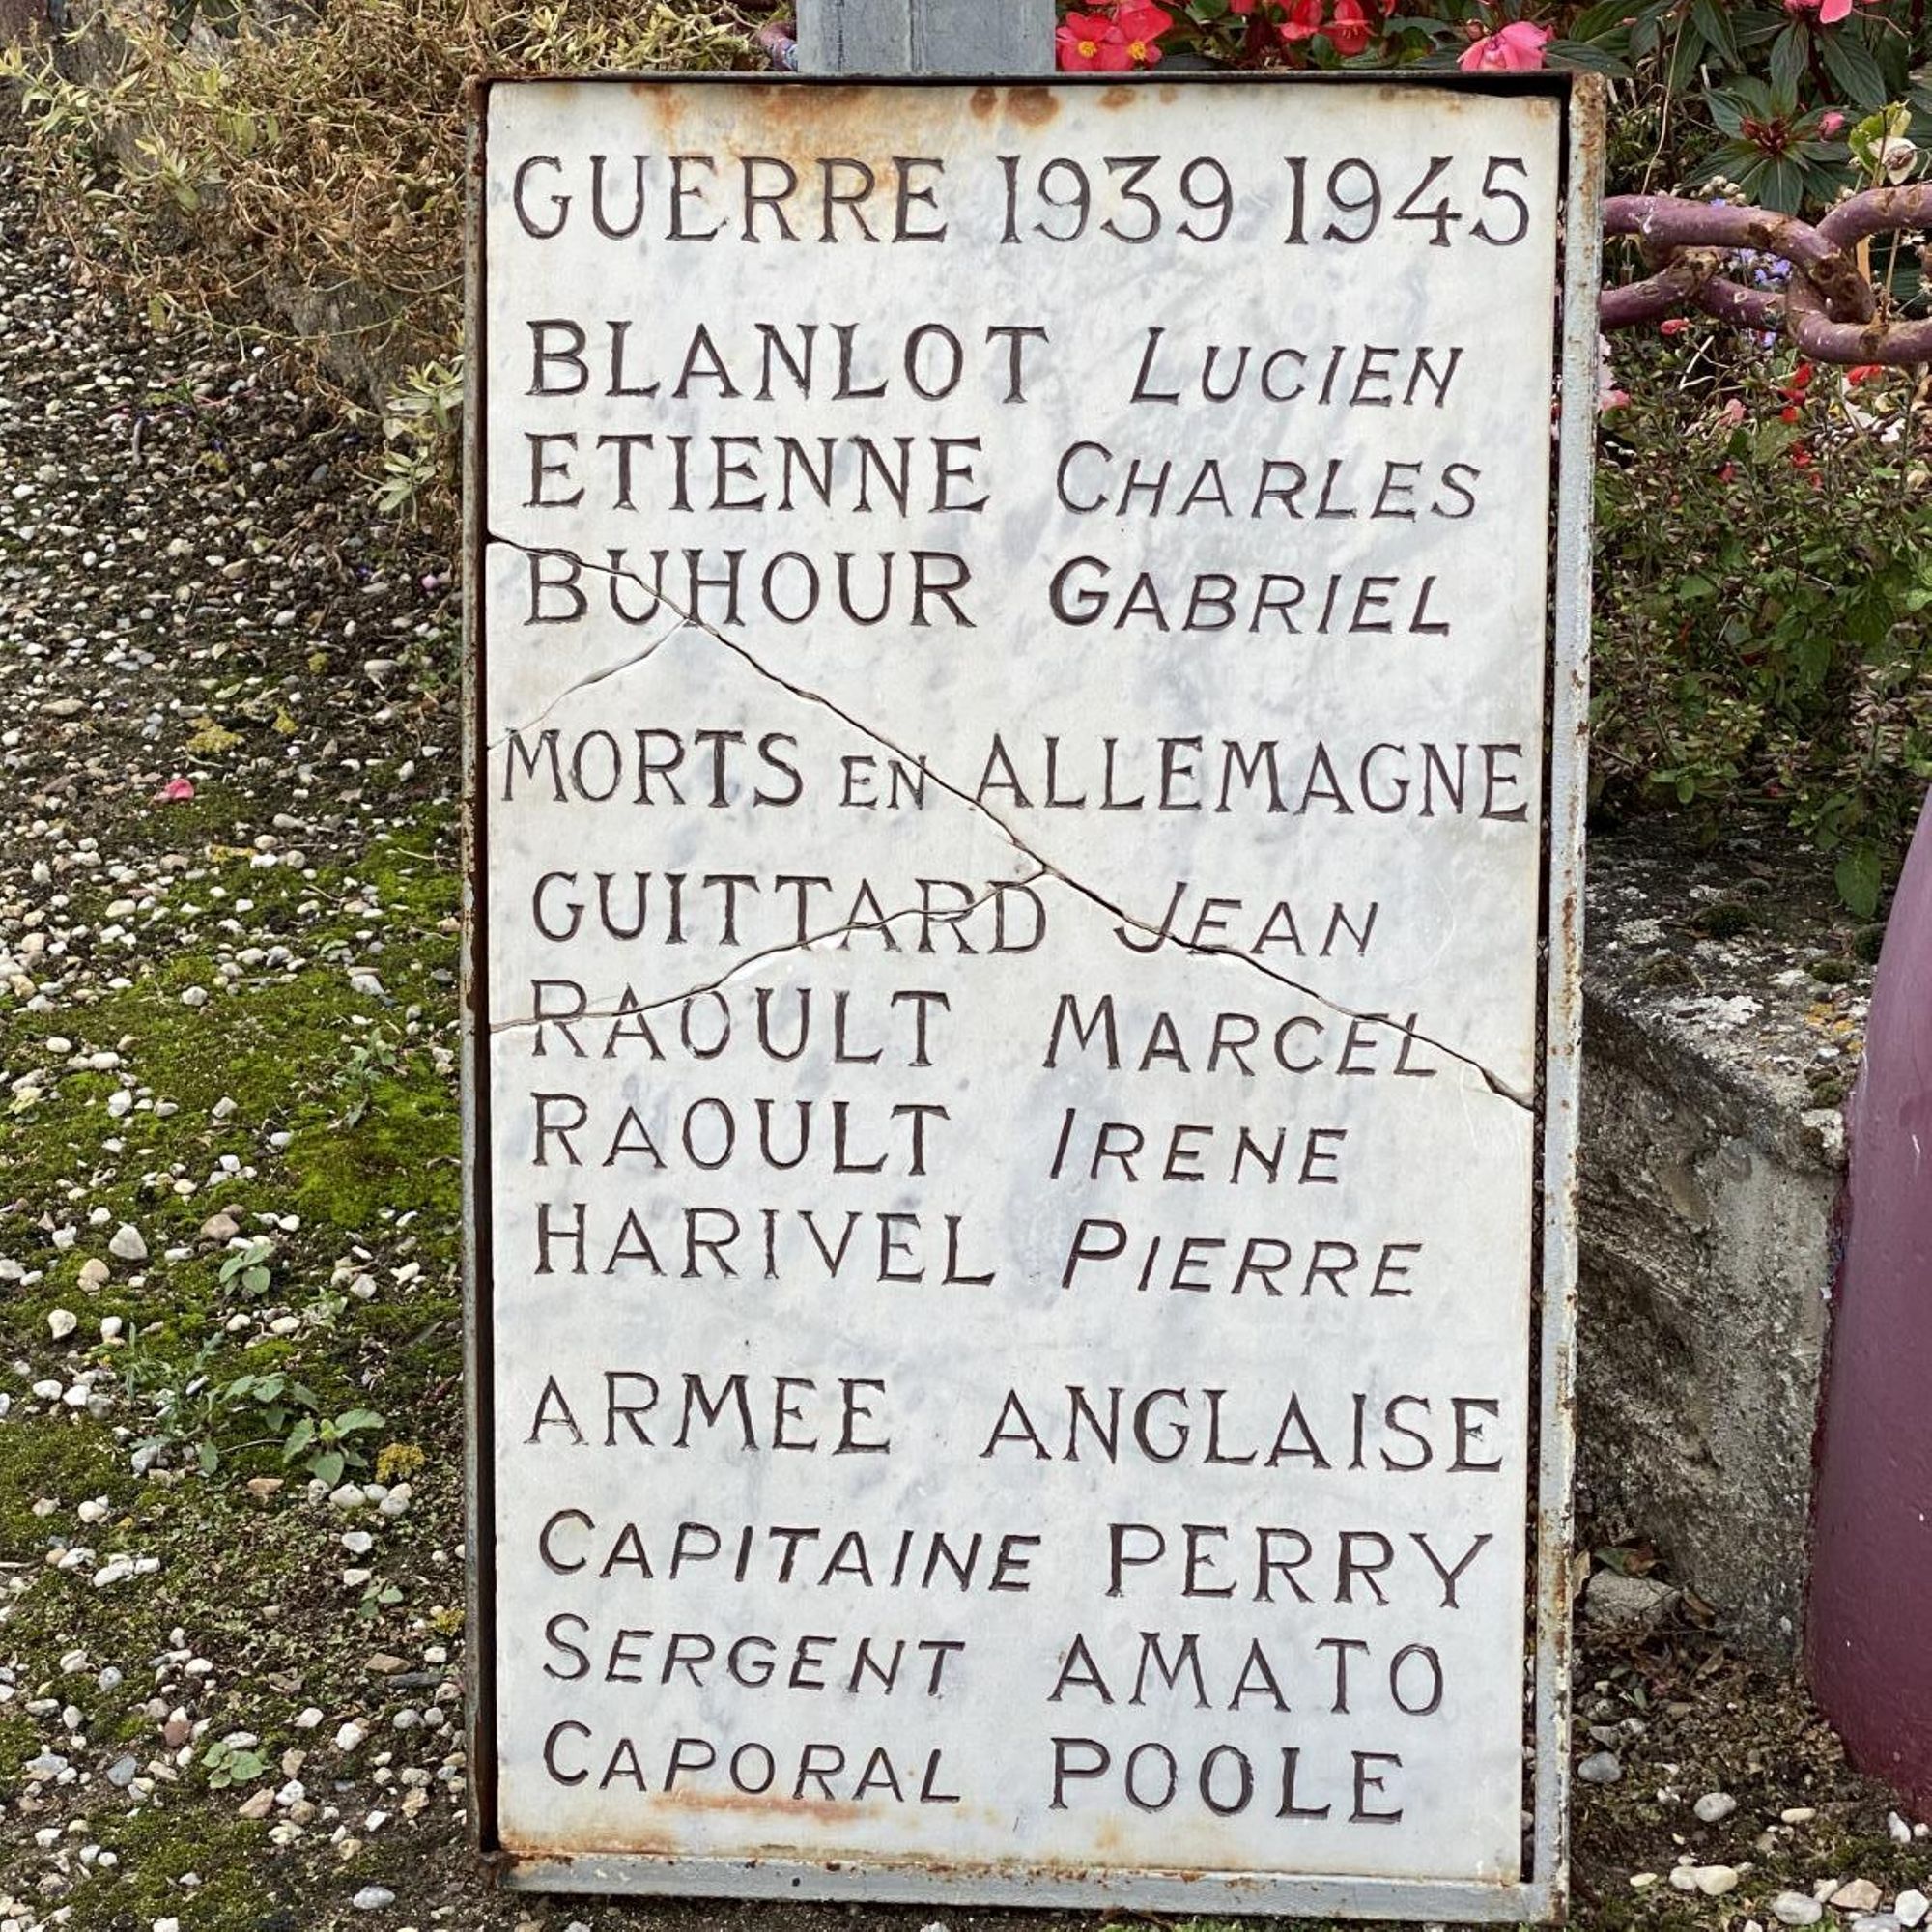 GUERRE 1939 1945
BLANLOT LUCIEN
ETIENNE CHARLES
BUHOUR GABRIEL
MORTS EN ALLEMAGNE
GUITTARD JEAN
RAOULT MARCEL
RAOULT IRENE
HARIVEL PIERRE
ARMEE ANGLAISE
CAPITAINE PERRY
SERGENT AMATO
CAPORAL POOLE